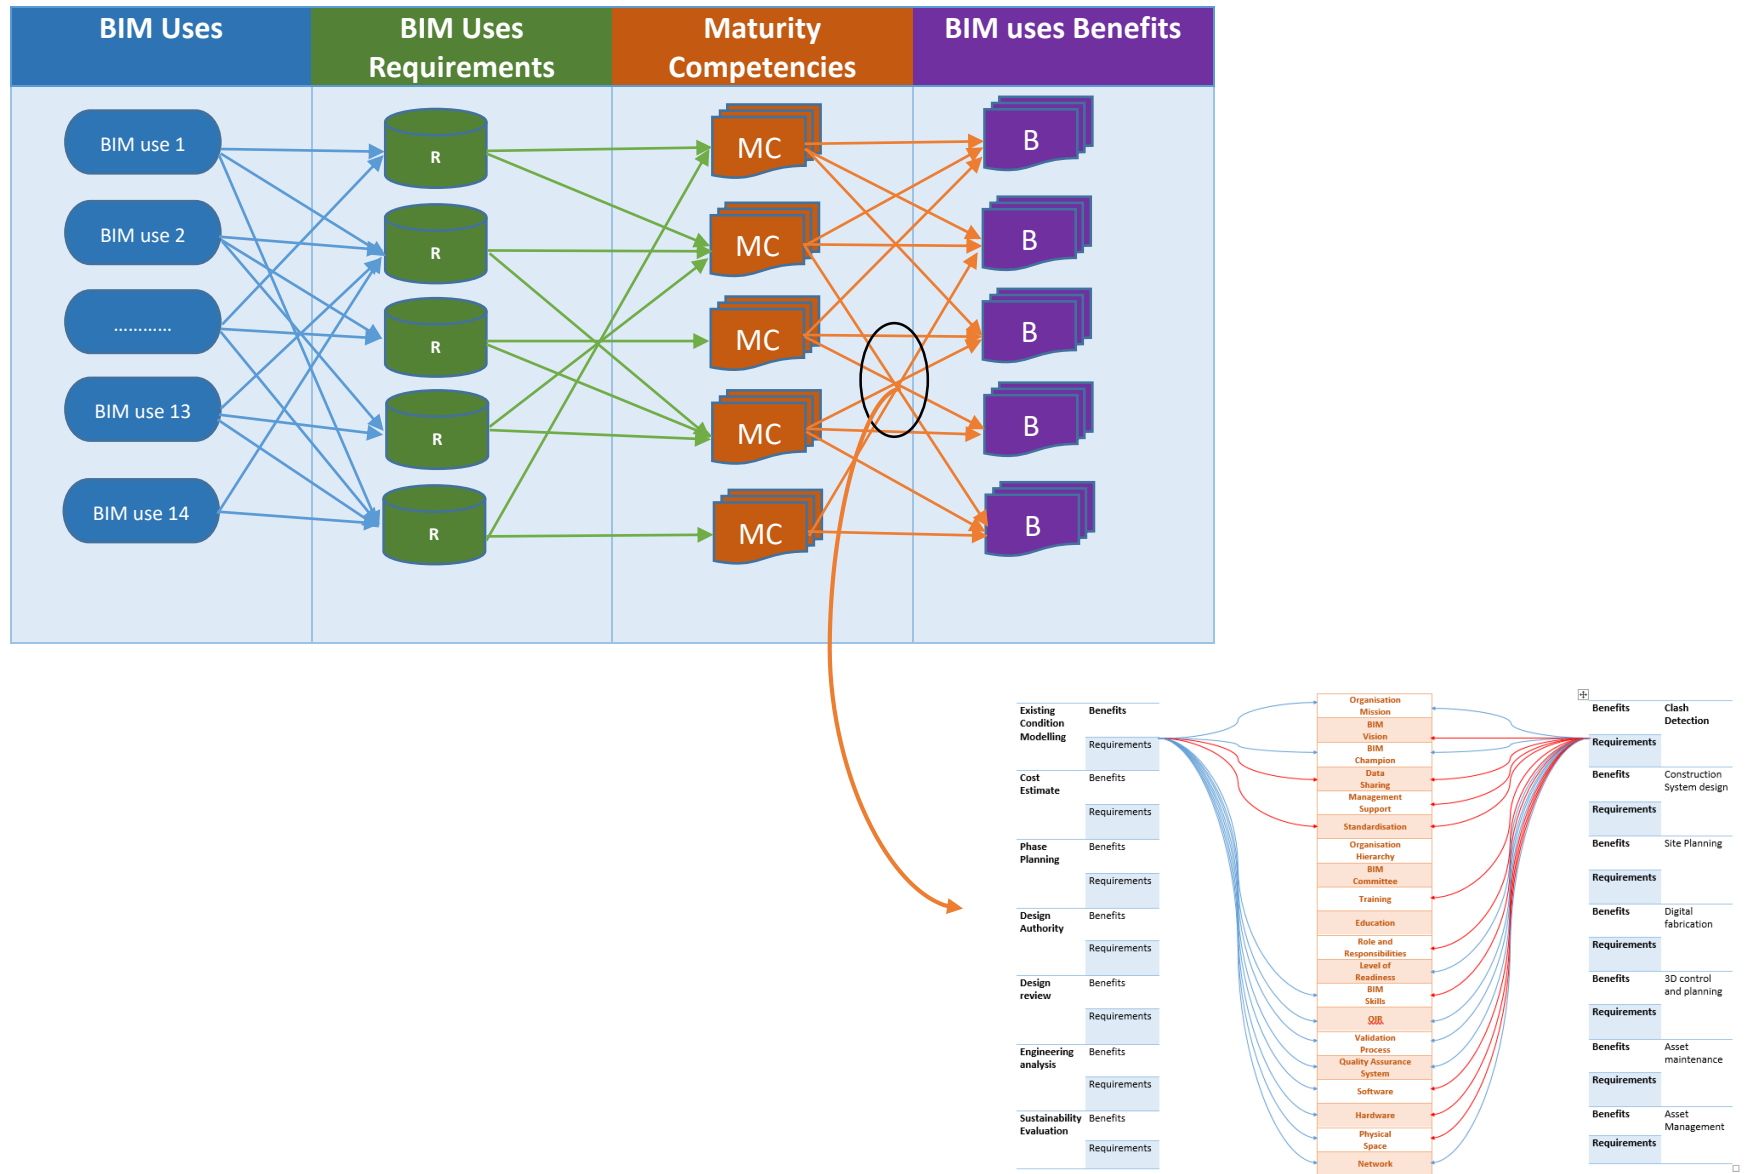 BIM Uses
BIM Uses
Requirements
Maturity
Competencies
BIM uses Benefits
BIM use 1
BIM use 2
............
BIM use 13
BIM use 14
R
R
R
R
R
MC
MC
MC
MC
MC
B
B
B
B
B
Existing
Condition
Modelling
Benefits
Requirements
Cost
Estimate
Benefits
Requirements
Phase
Planning
Benefits
Requirements
Design
Authority
Benefits
Requirements
Design
review
Benefits
Requirements
Engineering
analysis
Benefits
Requirements
Sustainability
Evaluation
Benefits
Requirements
Organisation
Mission
BIM
Vision
BIM
Champion
Data
Sharing
Management
Support
Standardisation
Organisation
Hierarchy
BIM
Committee
Training
Education
Role and
Responsibilities
Level of
Readiness
BIM
Skills
OIR
Validation
Process
Quality Assurance
System
Software
Hardware
Physical
Space
Network
Benefits
Clash
Detection
Requirements
Benefits
Construction
System design
Requirements
Benefits
Site Planning
Requirements
Benefits
Digital
fabrication
Requirements
Benefits
3D control
and planning
Requirements
Benefits
Asset
maintenance
Requirements
Benefits
Asset
Management
Requirements